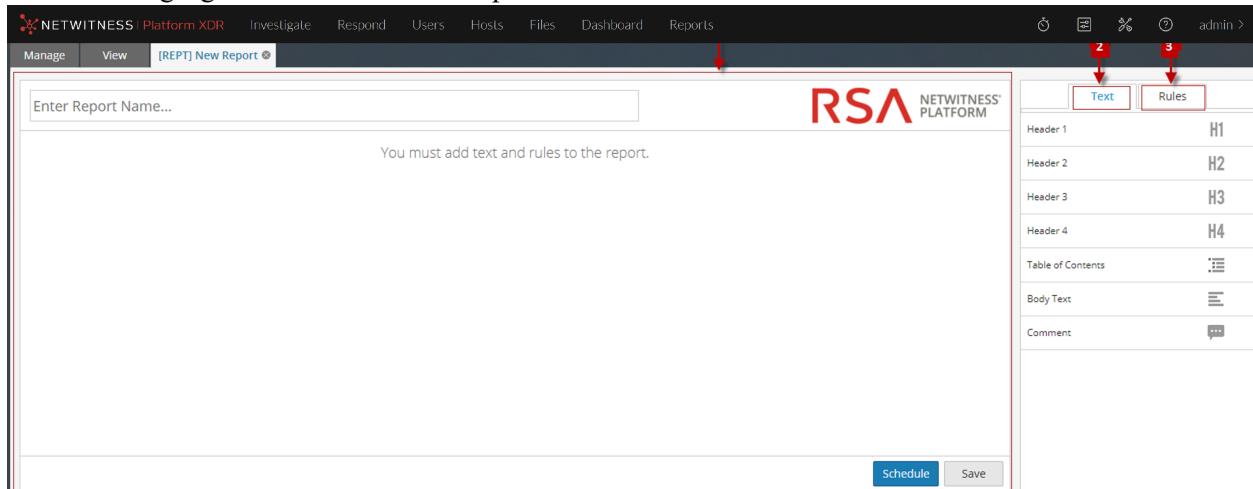 NETWITNESS Platform XDR Investigate Respond Users Hosts Files Dashboard Reports admin >
Manage View [REPT] New Report
2 3
Enter Report Name...
RSA NETWITNESS® PLATFORM
Text Rules
You must add text and rules to the report.
Header 1 H1
Header 2 H2
Header 3 H3
Header 4 H4
Table of Contents
Body Text
Comment
Schedule Save